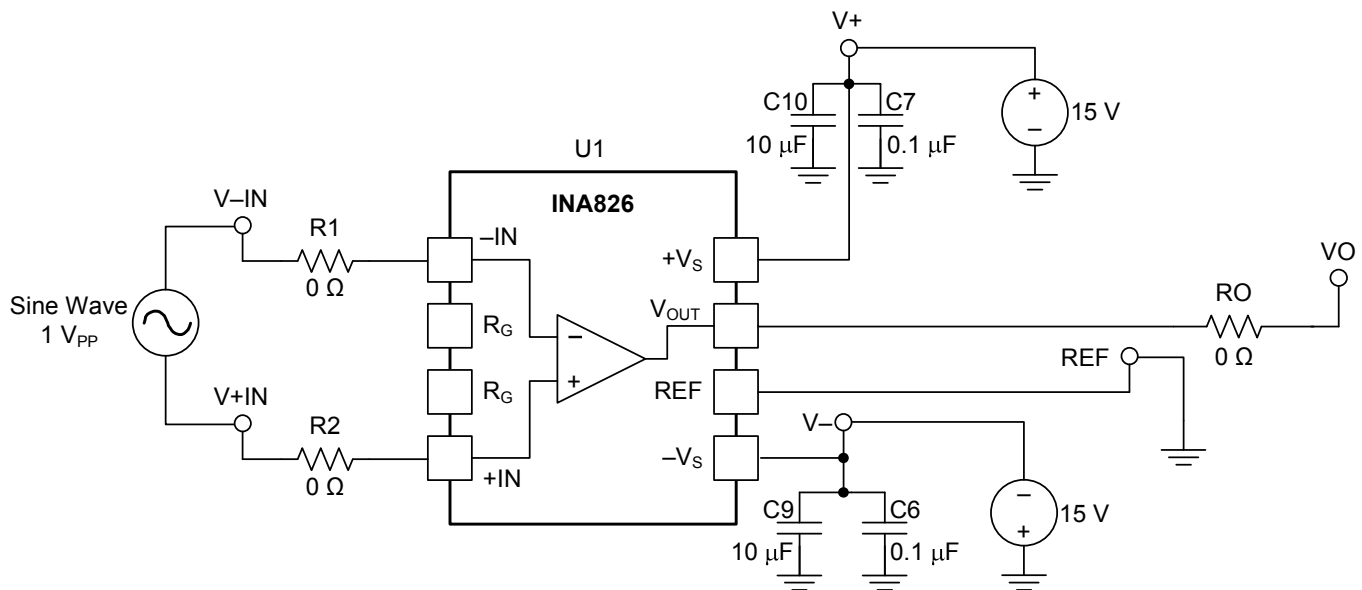 V+
C10
C7
10 μF
0.1 μF
+
−
15 V
U1
INA826
V–IN
R1
0 Ω
–IN
+VS
Sine Wave
1 VPP
RG
VOUT
−
+
RO
0 Ω
VO
RG
REF
REF
V+IN
R2
0 Ω
+IN
–VS
V–
C9
C6
10 μF
0.1 μF
−
+
15 V